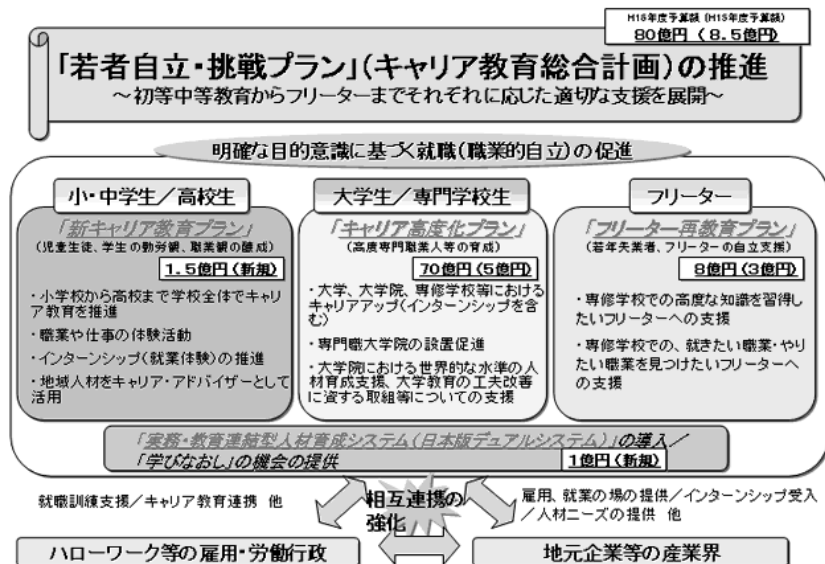 H16年度予算額 (H15年度予算額)
80億円 (8.5億円)
「若者自立・挑戦プラン」(キャリア教育総合計画)の推進
～初等中等教育からフリーターまでそれぞれに応じた適切な支援を展開～
明確な目的意識に基づく就職(職業的自立)の促進
小・中学生／高校生
「新キャリア教育プラン」
(児童生徒、学生の勤労観、職業観の醸成)
1.5億円(新規)
・小学校から高校まで学校全体でキャリ
ア教育を推進
・職業や仕事の体験活動
・インターンシップ(就業体験)の推進
・地域人材をキャリア・アドバイザーとして
活用
大学生／専門学校生
「キャリア高度化プラン」
(高度専門職業人等の育成)
70億円(5億円)
・大学、大学院、専修学校等における
キャリアアップ(インターンシップを含
む)
・専門職大学院の設置促進
・大学院における世界的な水準の人
材育成支援、大学教育の工夫改善
に資する取組等についての支援
フリーター
「フリーター再教育プラン」
(若年失業者、フリーターの自立支援)
8億円(3億円)
・専修学校での高度な知識を習得し
たいフリーターへの支援
・専修学校での、就きたい職業・やり
たい職業を見つけたいフリーターへ
の支援
「実務・教育連結型人材育成システム(日本版デュアルシステム)」の導入／
「学びなおし」の機会の提供
1億円(新規)
就職訓練支援／キャリア教育連携 他
相互連携の
強化
雇用、就業の場の提供／インターンシップ受入
／人材ニーズの提供 他
ハローワーク等の雇用・労働行政
地元企業等の産業界